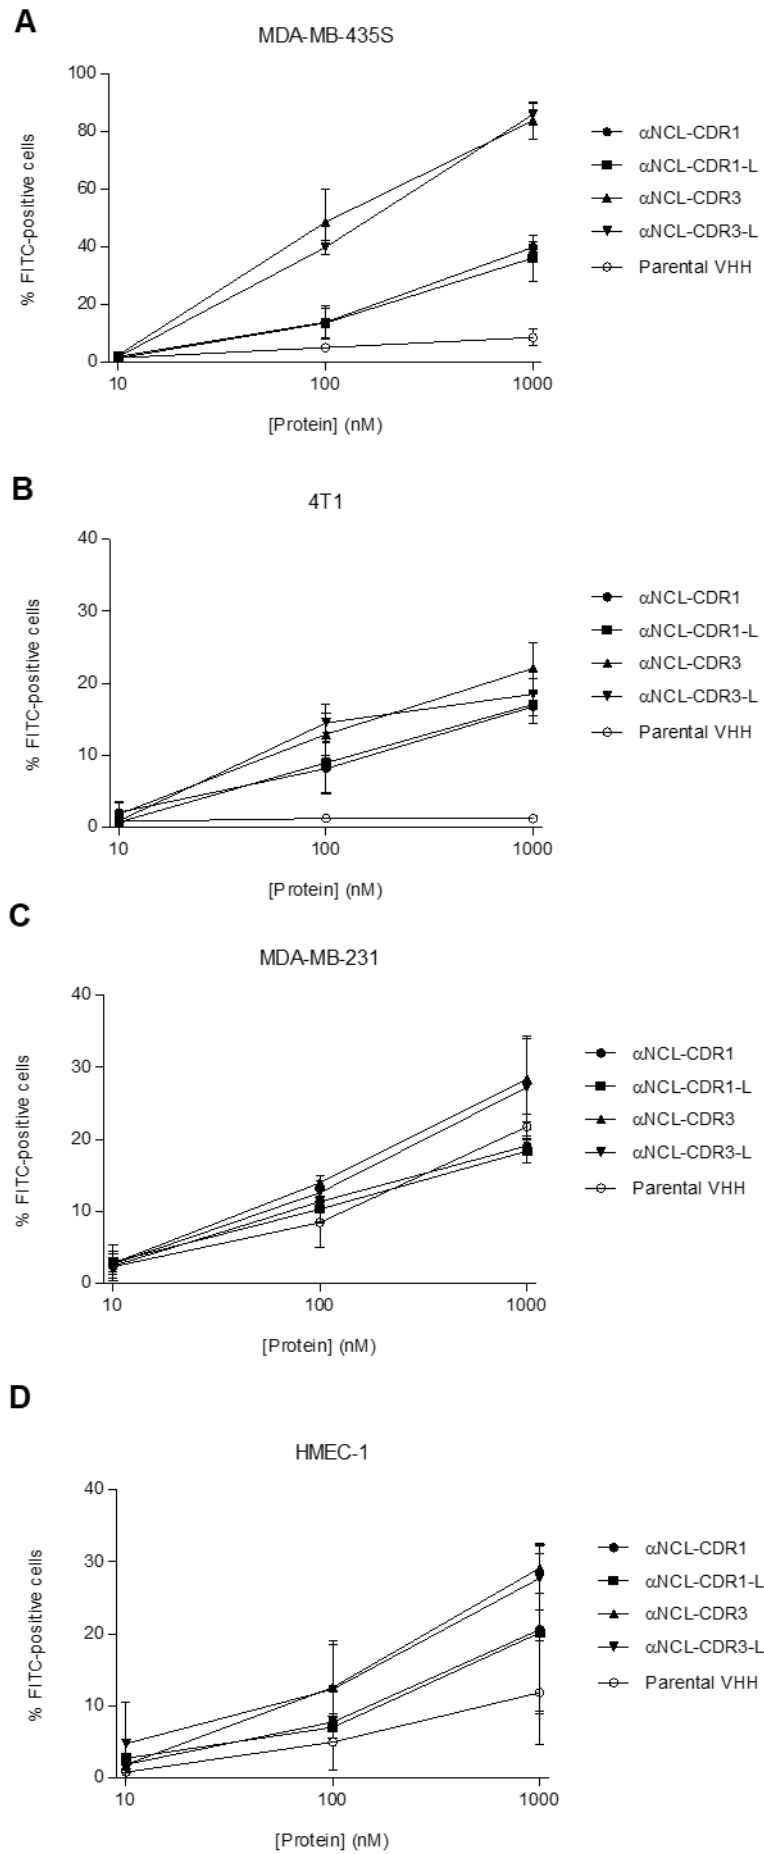 A
MDA-MB-435S
100
80
60
40
20
0
% FITC-positive cells
10 100 1000
[Protein] (nM)
αNCL-CDR1
αNCL-CDR1-L
αNCL-CDR3
αNCL-CDR3-L
Parental VHH
B
4T1
40
30
20
10
0
% FITC-positive cells
10 100 1000
[Protein] (nM)
αNCL-CDR1
αNCL-CDR1-L
αNCL-CDR3
αNCL-CDR3-L
Parental VHH
C
MDA-MB-231
40
30
20
10
0
% FITC-positive cells
10 100 1000
[Protein] (nM)
αNCL-CDR1
αNCL-CDR1-L
αNCL-CDR3
αNCL-CDR3-L
Parental VHH
D
HMEC-1
40
30
20
10
0
% FITC-positive cells
10 100 1000
[Protein] (nM)
αNCL-CDR1
αNCL-CDR1-L
αNCL-CDR3
αNCL-CDR3-L
Parental VHH